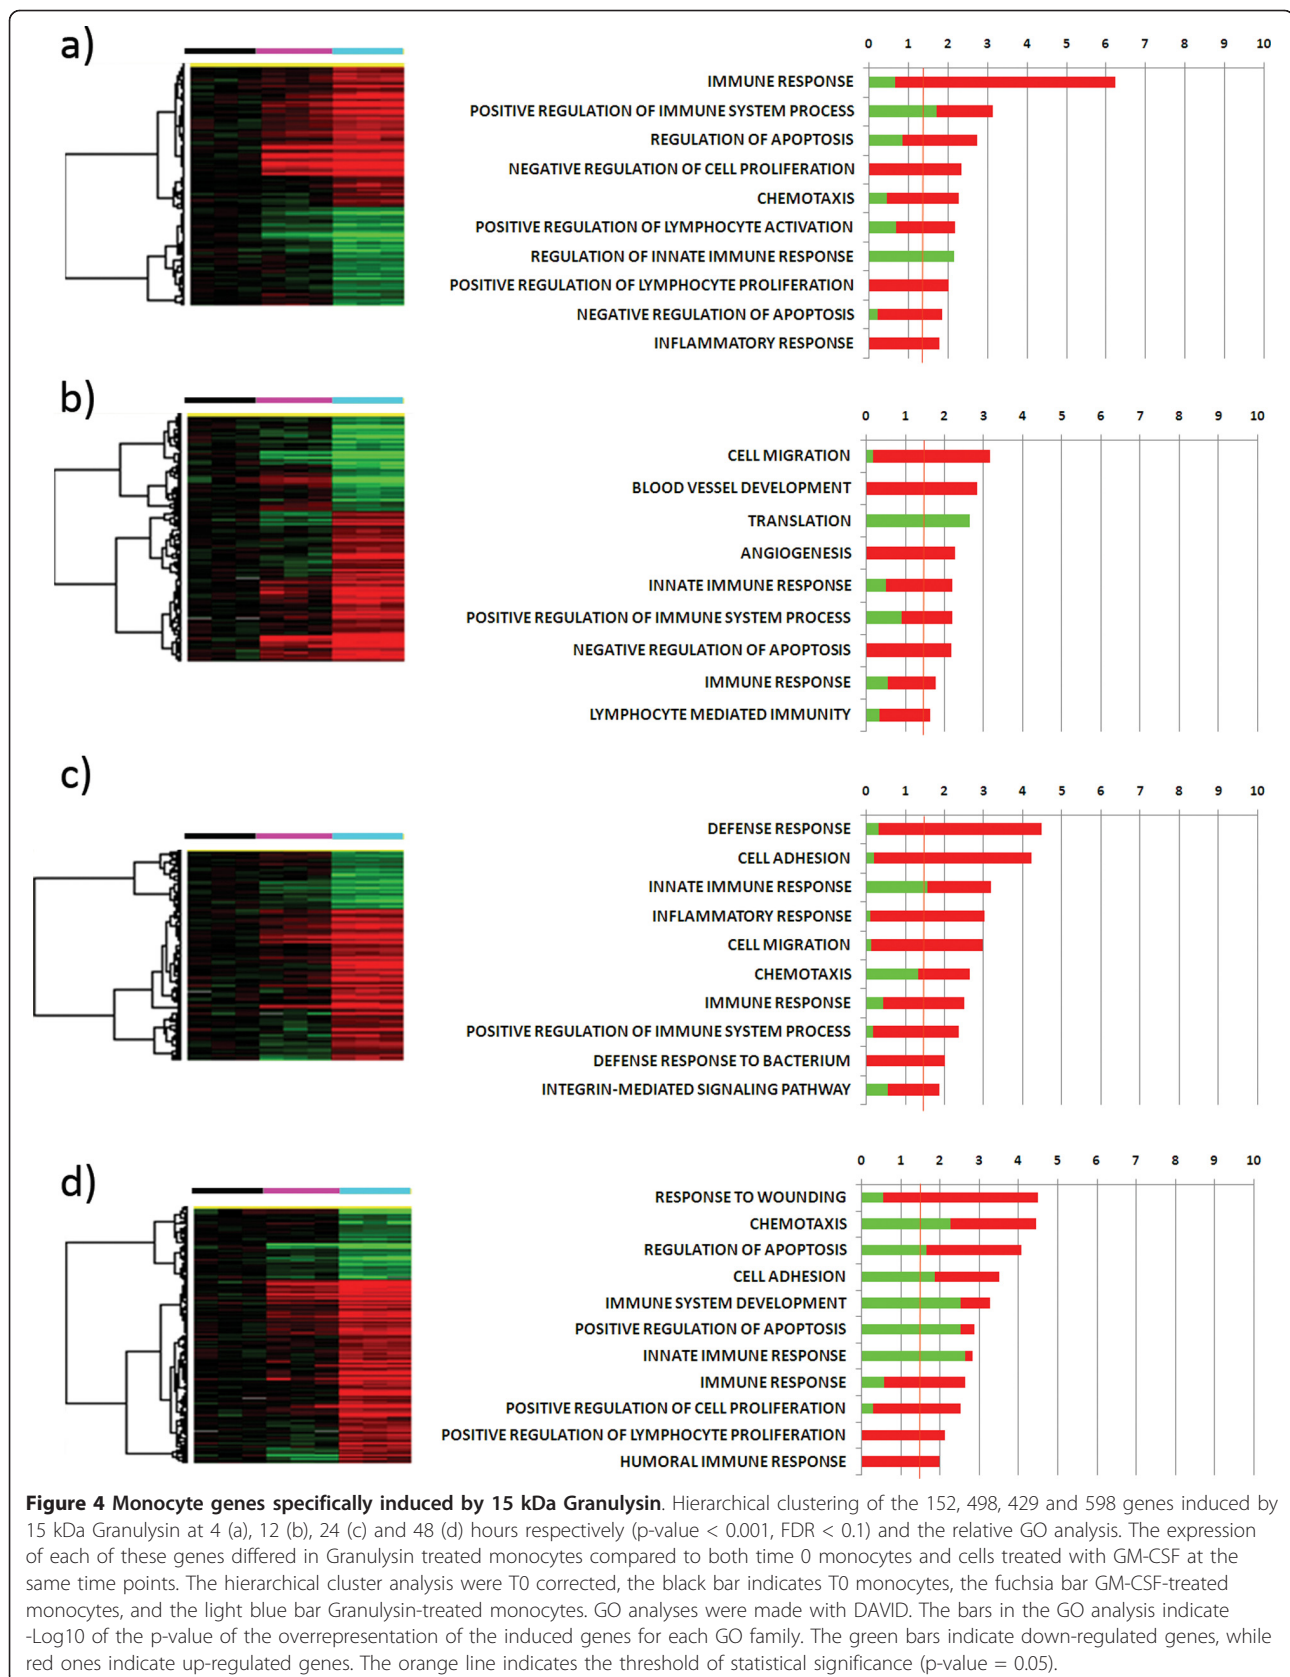 a)
0 1 2 3 4 5 6 7 8 9 10
IMMUNE RESPONSE
POSITIVE REGULATION OF IMMUNE SYSTEM PROCESS
REGULATION OF APOPTOSIS
NEGATIVE REGULATION OF CELL PROLIFERATION
CHEMOTAXIS
POSITIVE REGULATION OF LYMPHOCYTE ACTIVATION
REGULATION OF INNATE IMMUNE RESPONSE
POSITIVE REGULATION OF LYMPHOCYTE PROLIFERATION
NEGATIVE REGULATION OF APOPTOSIS
INFLAMMATORY RESPONSE
b)
0 1 2 3 4 5 6 7 8 9 10
CELL MIGRATION
BLOOD VESSEL DEVELOPMENT
TRANSLATION
ANGIOGENESIS
INNATE IMMUNE RESPONSE
POSITIVE REGULATION OF IMMUNE SYSTEM PROCESS
NEGATIVE REGULATION OF APOPTOSIS
IMMUNE RESPONSE
LYMPHOCYTE MEDIATED IMMUNITY
c)
0 1 2 3 4 5 6 7 8 9 10
DEFENSE RESPONSE
CELL ADHESION
INNATE IMMUNE RESPONSE
INFLAMMATORY RESPONSE
CELL MIGRATION
CHEMOTAXIS
IMMUNE RESPONSE
POSITIVE REGULATION OF IMMUNE SYSTEM PROCESS
DEFENSE RESPONSE TO BACTERIUM
INTEGRIN-MEDIATED SIGNALING PATHWAY
d)
0 1 2 3 4 5 6 7 8 9 10
RESPONSE TO WOUNDING
CHEMOTAXIS
REGULATION OF APOPTOSIS
CELL ADHESION
IMMUNE SYSTEM DEVELOPMENT
POSITIVE REGULATION OF APOPTOSIS
INNATE IMMUNE RESPONSE
IMMUNE RESPONSE
POSITIVE REGULATION OF CELL PROLIFERATION
POSITIVE REGULATION OF LYMPHOCYTE PROLIFERATION
HUMORAL IMMUNE RESPONSE
Figure 4 Monocyte genes specifically induced by 15 kDa Granulysin. Hierarchical clustering of the 152, 498, 429 and 598 genes induced by
15 kDa Granulysin at 4 (a), 12 (b), 24 (c) and 48 (d) hours respectively (p-value < 0.001, FDR < 0.1) and the relative GO analysis. The expression
of each of these genes differed in Granulysin treated monocytes compared to both time 0 monocytes and cells treated with GM-CSF at the
same time points. The hierarchical cluster analysis were T0 corrected, the black bar indicates T0 monocytes, the fuchsia bar GM-CSF-treated
monocytes, and the light blue bar Granulysin-treated monocytes. GO analyses were made with DAVID. The bars in the GO analysis indicate
-Log10 of the p-value of the overrepresentation of the induced genes for each GO family. The green bars indicate down-regulated genes, while
red ones indicate up-regulated genes. The orange line indicates the threshold of statistical significance (p-value = 0.05).